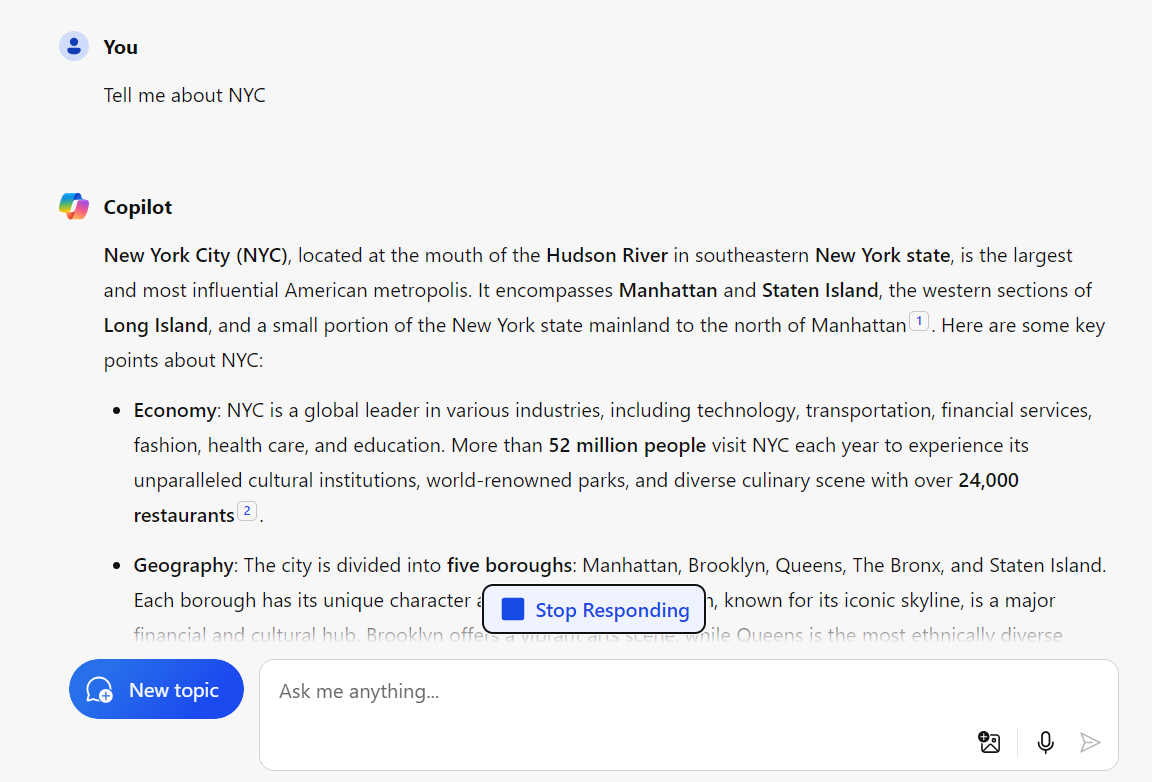 You
Tell me about NYC
Copilot
New York City (NYC), located at the mouth of the Hudson River in southeastern New York state, is the largest
and most influential American metropolis. It encompasses Manhattan and Staten Island, the western sections of
Long Island, and a small portion of the New York state mainland to the north of Manhattan 1 . Here are some key
points about NYC:
• Economy: NYC is a global leader in various industries, including technology, transportation, financial services,
fashion, health care, and education. More than 52 million people visit NYC each year to experience its
unparalleled cultural institutions, world-renowned parks, and diverse culinary scene with over 24,000
restaurants 2 .
• Geography: The city is divided into five boroughs: Manhattan, Brooklyn, Queens, The Bronx, and Staten Island.
Each borough has its unique character known for its iconic skyline, is a major
Stop Responding
financial and cultural hub. Brooklyn offers a vibrant arts scene, while Queens is the most ethnically diverse
New topic
Ask me anything...